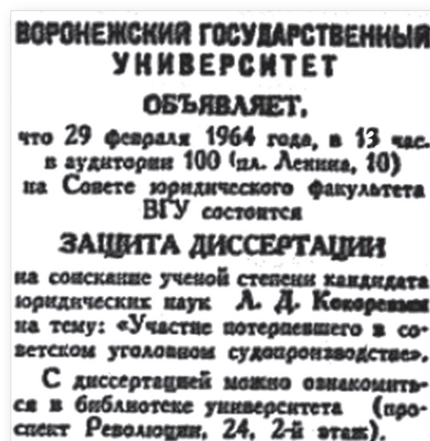 ВОРОНЕЖСКИЙ ГОСУДАРСТВЕННЫЙ
УНИВЕРСИТЕТ
ОБЪЯВЛЯЕТ,
что 29 февраля 1964 года, в 13 час.
в аудитории 100 (пл. Ленина, 10)
на Совете юридического факультета
ВГУ состоится
ЗАЩИТА ДИССЕРТАЦИИ
на соискание ученой степени кандидата
юридических наук Л. Д. Кокоревым
на тему: «Участие потерпевшего в со-
ветском уголовном судопроизводстве».
С диссертацией можно ознакомить-
ся в библиотеке университета (про-
спект Революции, 24, 2-й этаж).